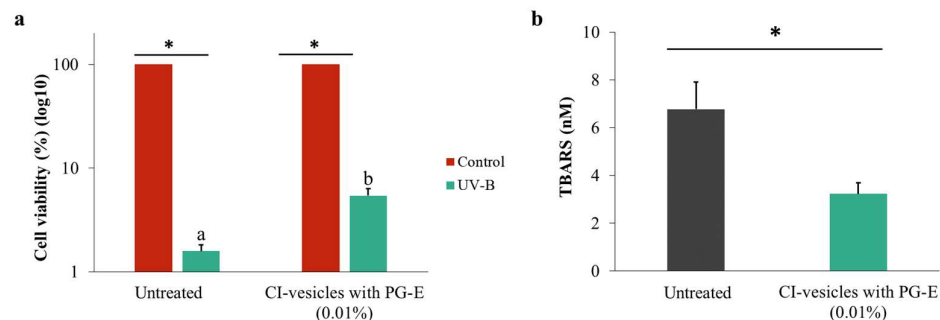 a
Cell viability (%) (log10)
100
10
1
*
*
a
b
Untreated
CI-vesicles with PG-E
(0.01%)
Control
UV-B
b
TBARS (nM)
10
8
6
4
2
0
*
Untreated
CI-vesicles with PG-E
(0.01%)